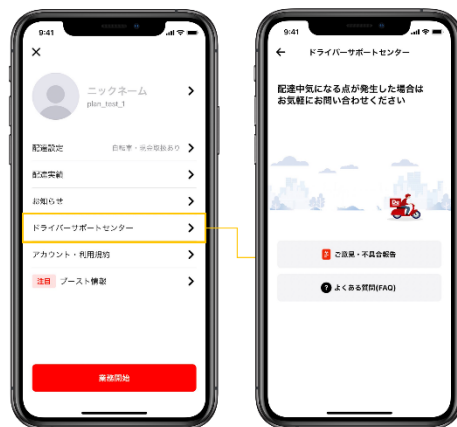 9:41
ニックネーム
plan_test_1
配達設定
自転車・現金取扱あり
配達実績
お知らせ
ドライバーサポートセンター
アカウント・利用規約
注目 ブースト情報
業務開始
9:41
ドライバーサポートセンター
配達中気になる点が発生した場合は
お気軽にお問い合わせください
ご意見・不具合報告
よくある質問(FAQ)